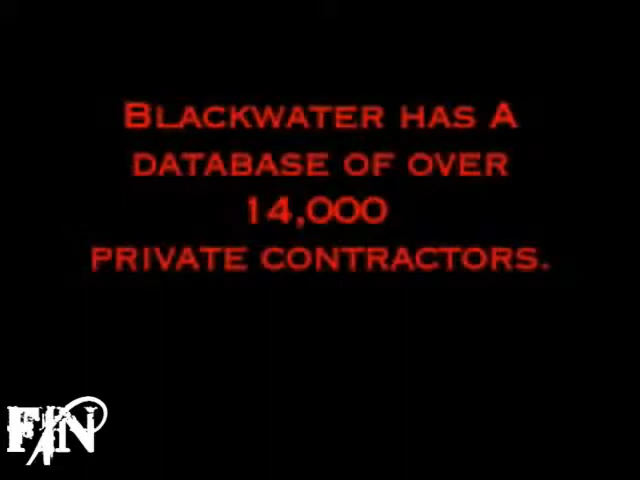 BLACKWATER HAS A
DATABASE OF OVER
14,000
PRIVATE CONTRACTORS.
FIN